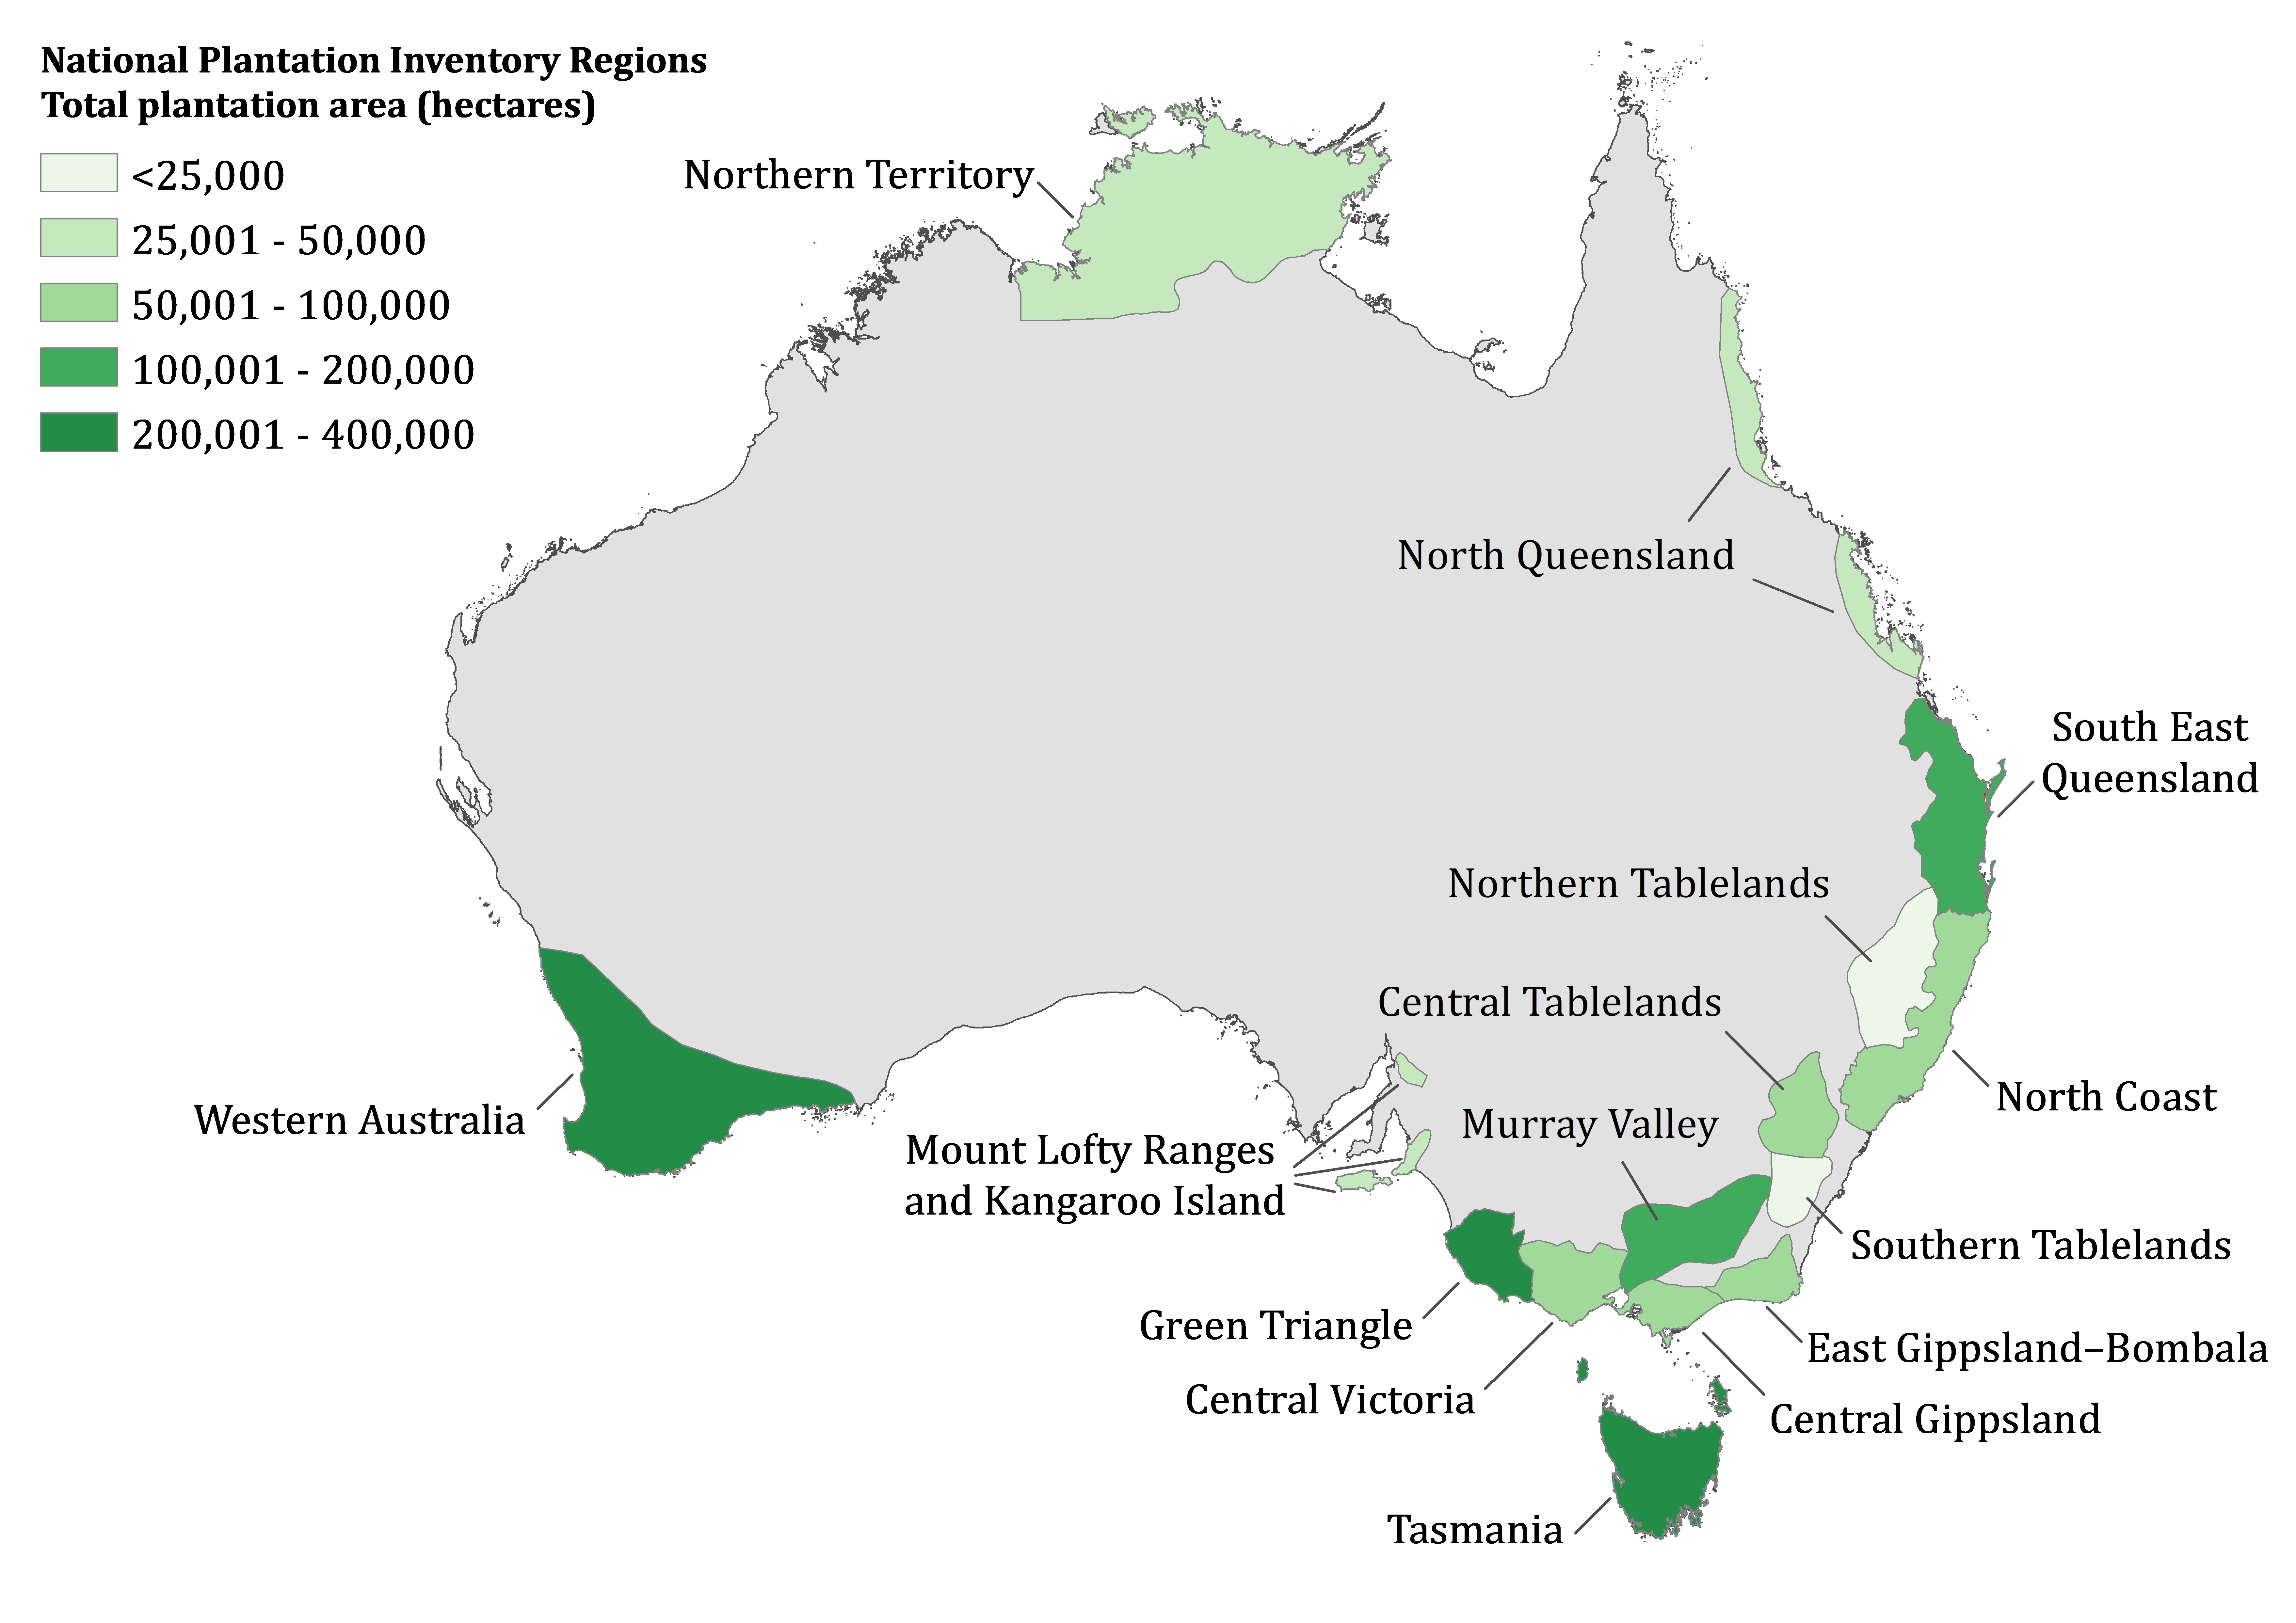 National Plantation Inventory Regions
Total plantation area (hectares)
<25,000
25,001 - 50,000
50,001 - 100,000
100,001 - 200,000
200,001 - 400,000
Northern Territory
North Queensland
South East
Queensland
Northern Tablelands
Central Tablelands
North Coast
Murray Valley
Western Australia
Mount Lofty Ranges
and Kangaroo Island
Southern Tablelands
Green Triangle
East Gippsland–Bombala
Central Victoria
Central Gippsland
Tasmania